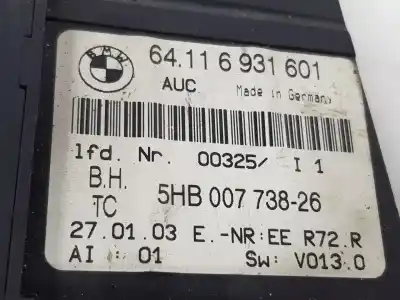 BMW
64.11 6 931 601
AUC Made in Germany
lfd. Nr. 00325/ I 1
B.H.
TC 5HB 007 738-26
27.01.03 E.-NR:EE R72.R
AI : 01 Sw: V013.0